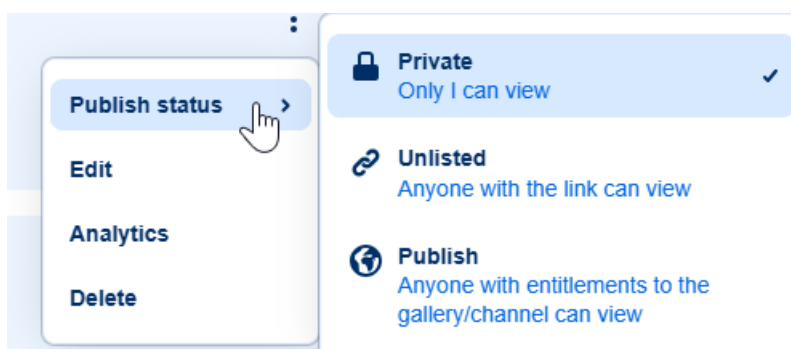 Publish status
Edit
Analytics
Delete
Private
Only I can view
Unlisted
Anyone with the link can view
Publish
Anyone with entitlements to the
gallery/channel can view